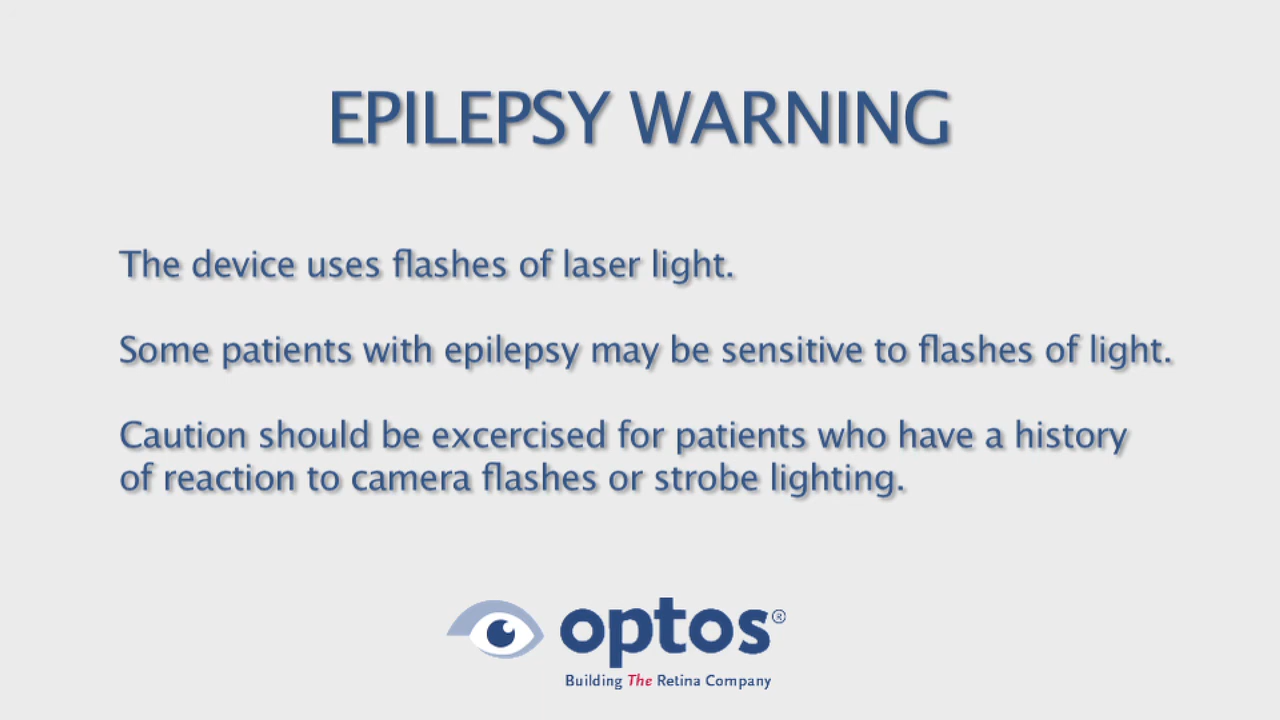 EPILEPSY WARNING
The device uses flashes of laser light.
Some patients with epilepsy may be sensitive to flashes of light.
Caution should be excercised for patients who have a history
of reaction to camera flashes or strobe lighting.
optos®
Building The Retina Company